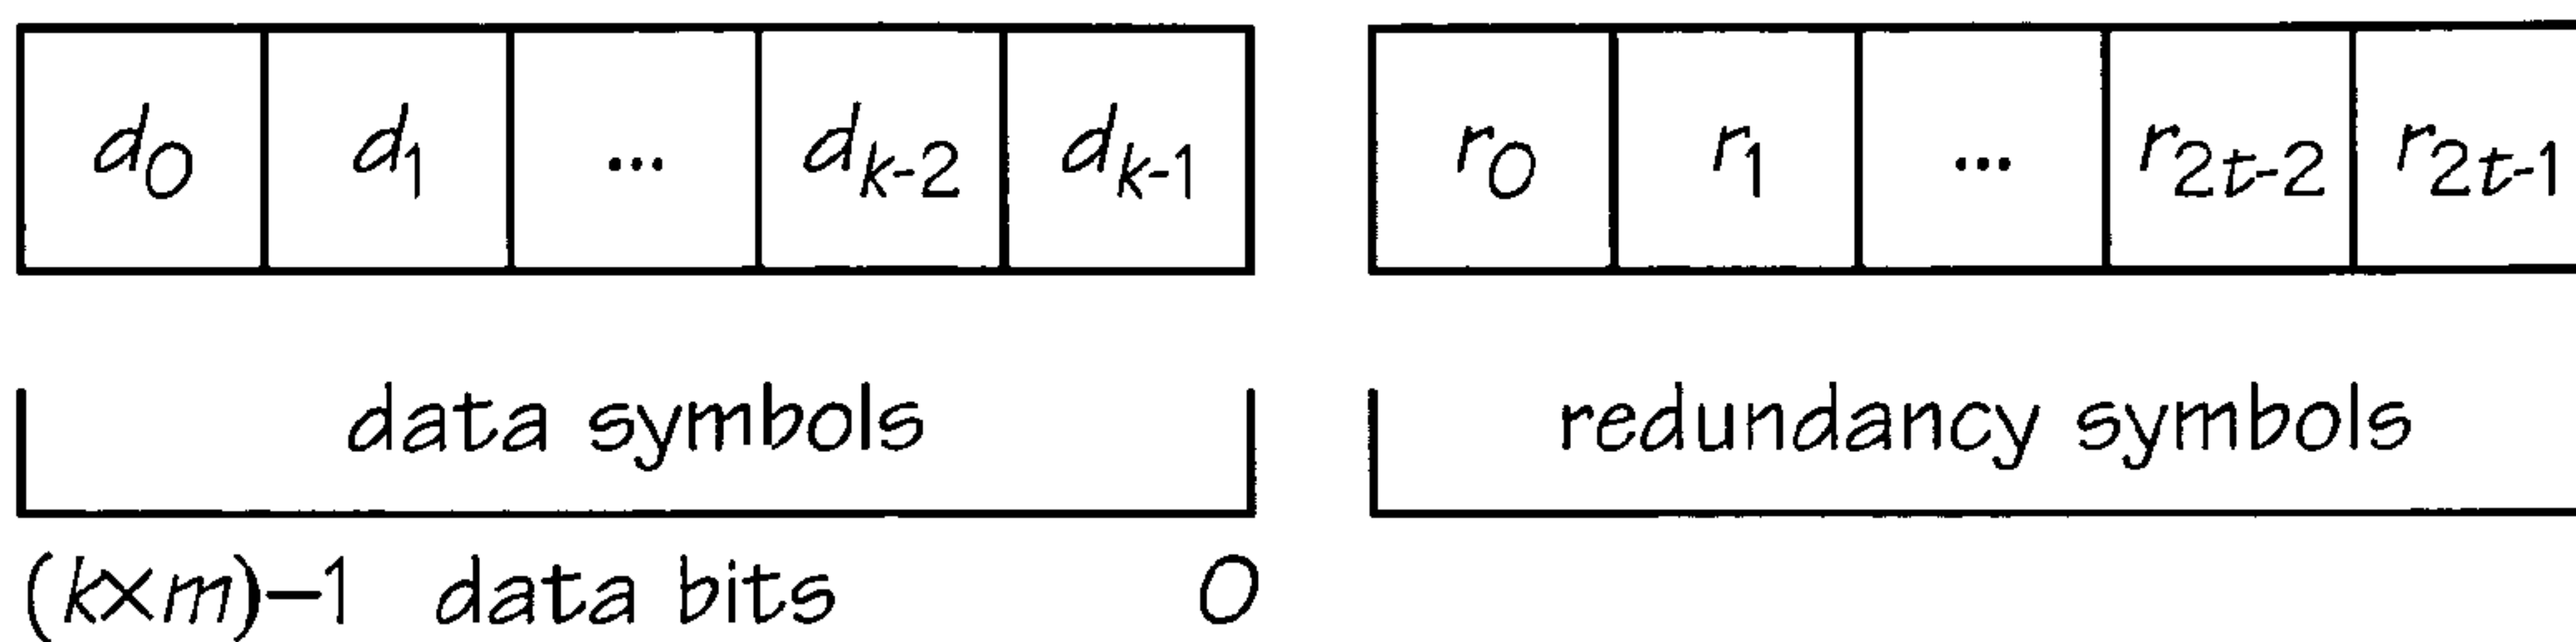 d₀ d₁ ... dₖ₋₂ dₖ₋₁ r₀ r₁ ... r₂ₜ₋₂ r₂ₜ₋₁
data symbols redundancy symbols
(k×m)−1 data bits 0